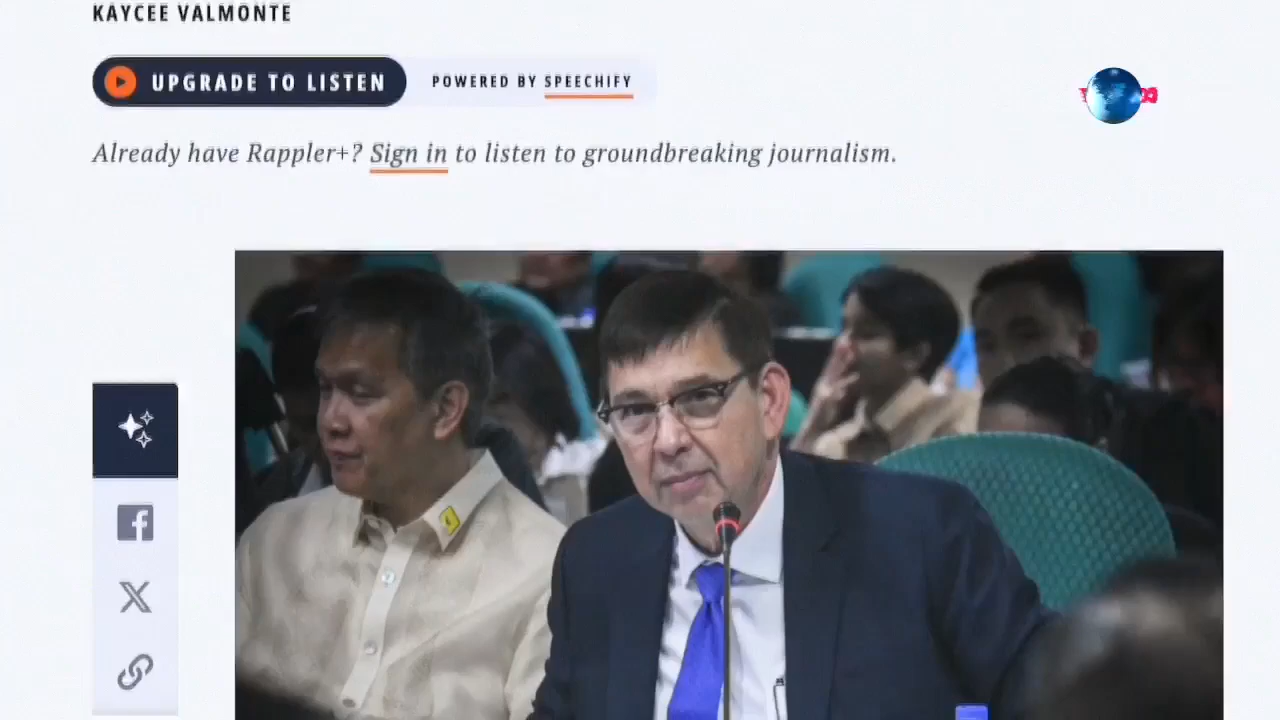 KAYCEE VALMONTE
UPGRADE TO LISTEN
POWERED BY SPEECHIFY
Already have Rappler+? Sign in to listen to groundbreaking journalism.